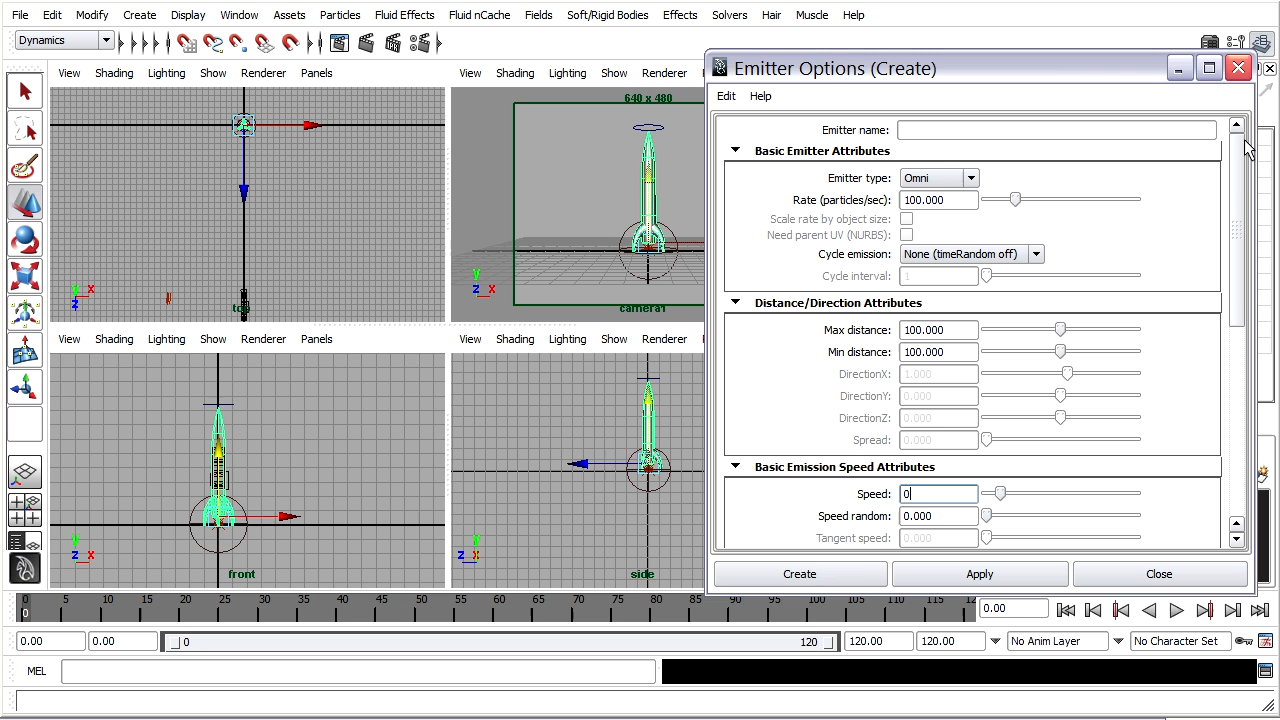 File Edit Modify Create Display Window Assets Particles Fluid Effects Fluid nCache Fields Soft/Rigid Bodies Effects Solvers Hair Muscle Help
Dynamics
View Shading Lighting Show Renderer Panels
View Shading Lighting Show Renderer
640 x 480
y
z x
top
y
z x
camera1
View Shading Lighting Show Renderer Panels
View Shading Lighting Show Renderer
y
z x
front
y
z x
side
Emitter Options (Create)
Edit Help
Emitter name:
Basic Emitter Attributes
Emitter type: Omni
Rate (particles/sec): 100.000
Scale rate by object size:
Need parent UV (NURBS):
Cycle emission: None (timeRandom off)
Cycle interval: 1
Distance/Direction Attributes
Max distance: 100.000
Min distance: 100.000
DirectionX: 1.000
DirectionY: 0.000
DirectionZ: 0.000
Spread: 0.000
Basic Emission Speed Attributes
Speed: 0
Speed random: 0.000
Tangent speed: 0.000
Create Apply Close
0 5 10 15 20 25 30 35 40 45 50 55 60 65 70 75 80 85 90 95 100 105 110 115 12
0
0.00
0.00 0.00 0 120 120.00 120.00 No Anim Layer No Character Set
MEL